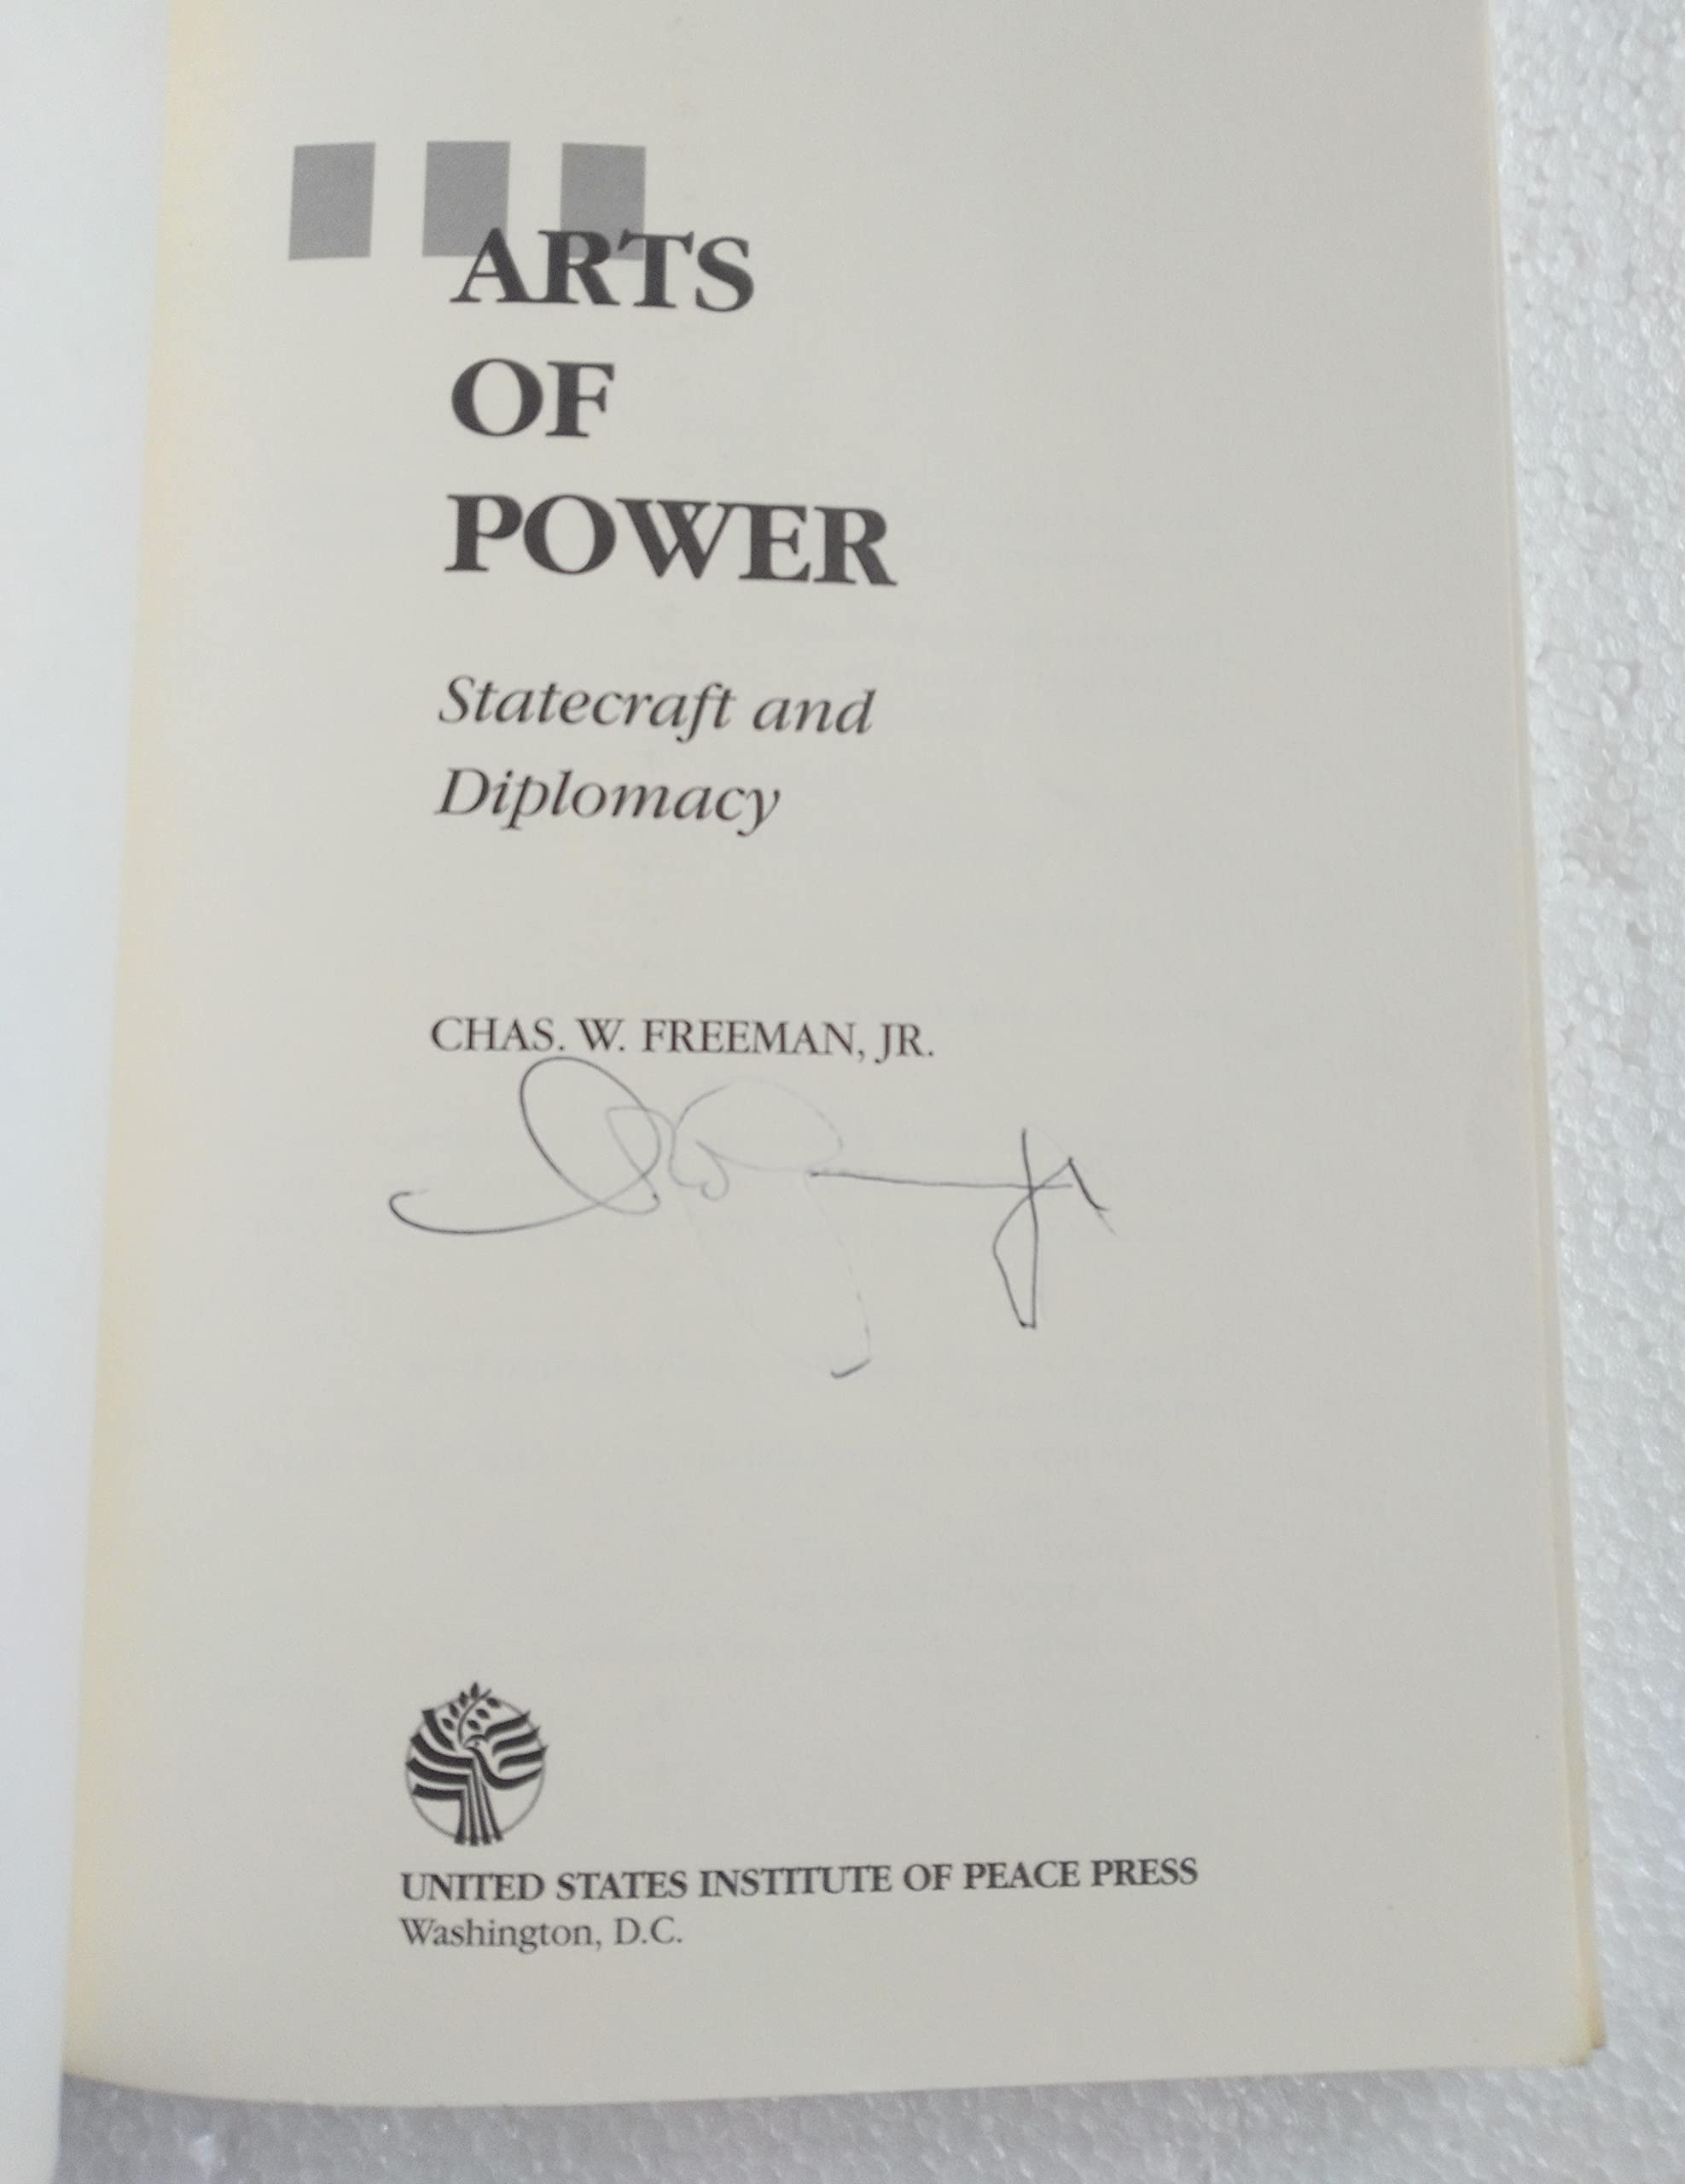 ARTS
OF
POWER
Statecraft and
Diplomacy
CHAS. W. FREEMAN, JR.
UNITED STATES INSTITUTE OF PEACE PRESS
Washington, D.C.